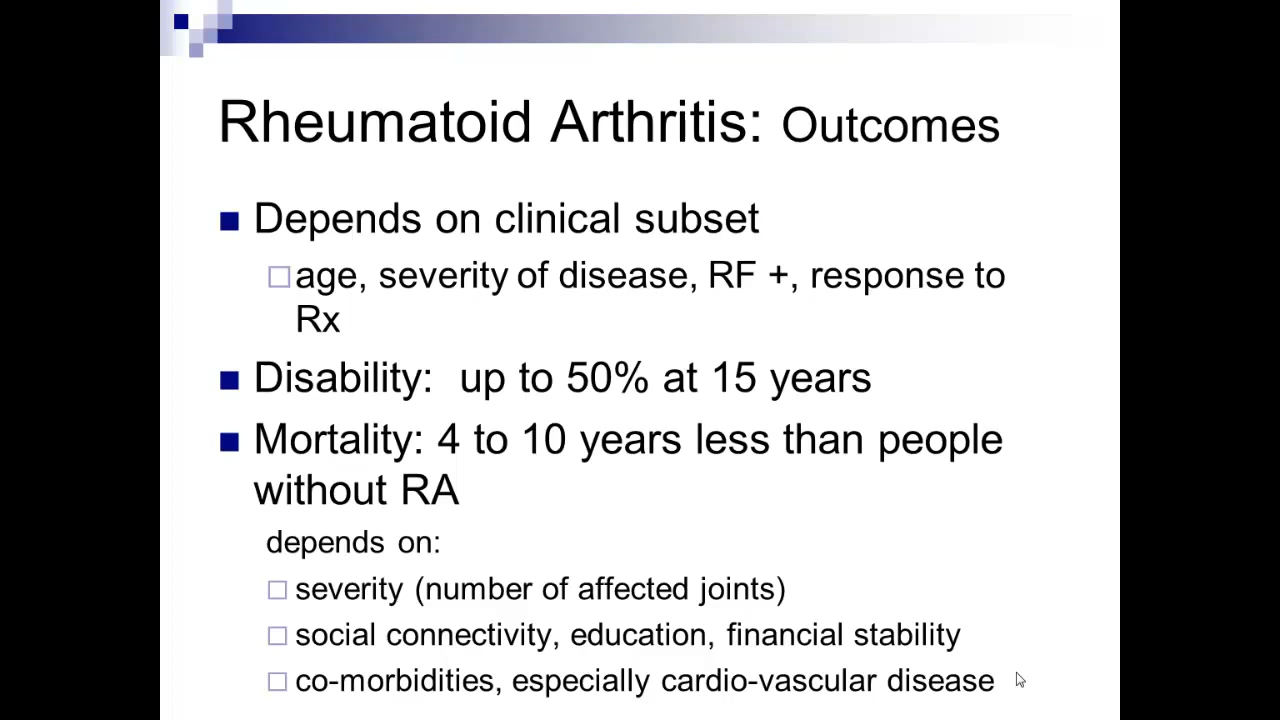 Rheumatoid Arthritis: Outcomes
Depends on clinical subset
age, severity of disease, RF +, response to
Rx
Disability: up to 50% at 15 years
Mortality: 4 to 10 years less than people
without RA
depends on:
severity (number of affected joints)
social connectivity, education, financial stability
co-morbidities, especially cardio-vascular disease